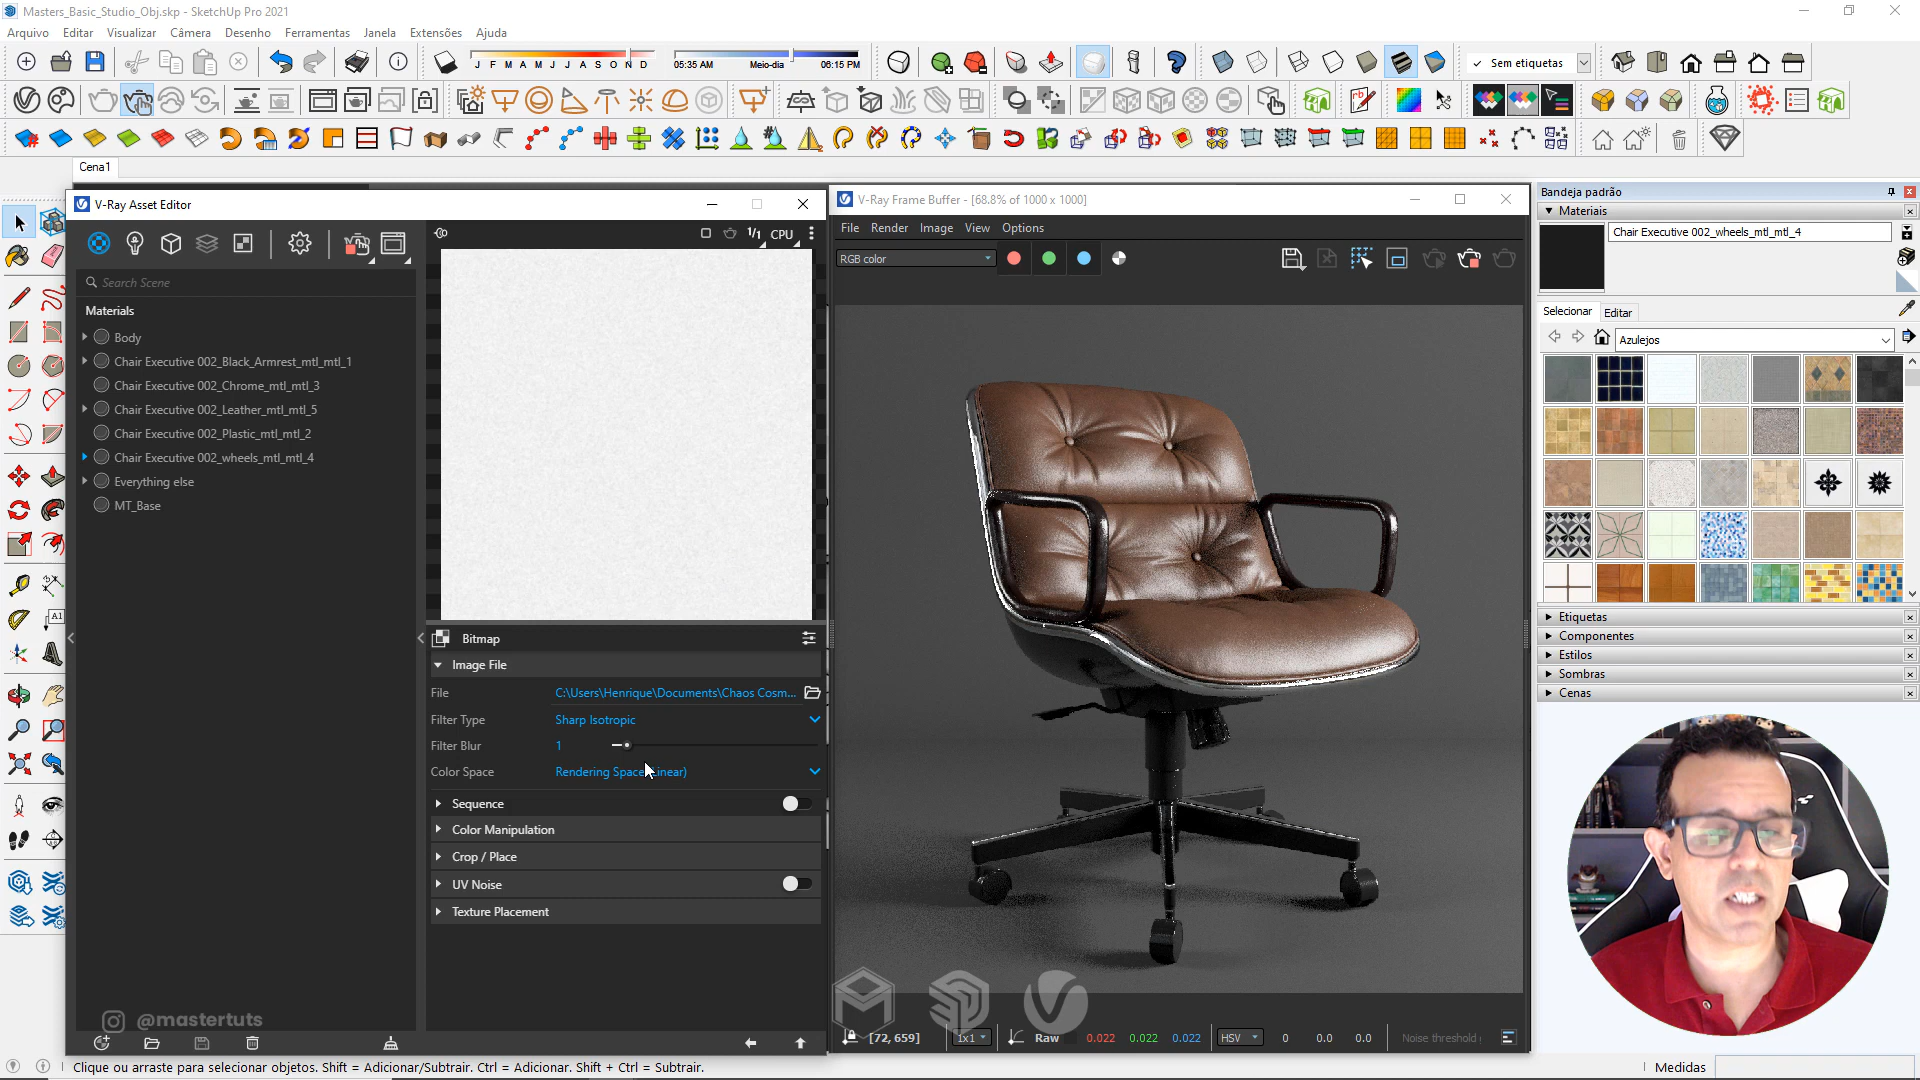 Masters_Basic_Studio_Obj.skp - SketchUp Pro 2021
Arquivo Editar Visualizar Câmera Desenho Ferramentas Janela Extensões Ajuda
J F M A M J J A S O N D
05:35 AM Meio-dia 06:15 PM
Sem etiquetas
Cena1
V-Ray Asset Editor
1/1 CPU
Search Scene
Materials
Body
Chair Executive 002_Black_Armrest_mtl_mtl_1
Chair Executive 002_Chrome_mtl_mtl_3
Chair Executive 002_Leather_mtl_mtl_5
Chair Executive 002_Plastic_mtl_mtl_2
Chair Executive 002_wheels_mtl_mtl_4
Everything else
MT_Base
@mastertuts
Bitmap
Image File
File C:\Users\Henrique\Documents\Chaos Cosm...
Filter Type Sharp Isotropic
Filter Blur 1
Color Space Rendering Space (Linear)
Sequence
Color Manipulation
Crop / Place
UV Noise
Texture Placement
V-Ray Frame Buffer - [68.8% of 1000 x 1000]
File Render Image View Options
RGB color
[72, 659] 1x1 Raw 0.022 0.022 0.022 HSV 0 0.0 0.0 Noise threshold
Bandeja padrão
Materiais
Chair Executive 002_wheels_mtl_mtl_4
Selecionar Editar
Azulejos
Etiquetas
Componentes
Estilos
Sombras
Cenas
Clique ou arraste para selecionar objetos. Shift = Adicionar/Subtrair. Ctrl = Adicionar. Shift + Ctrl = Subtrair.
Medidas